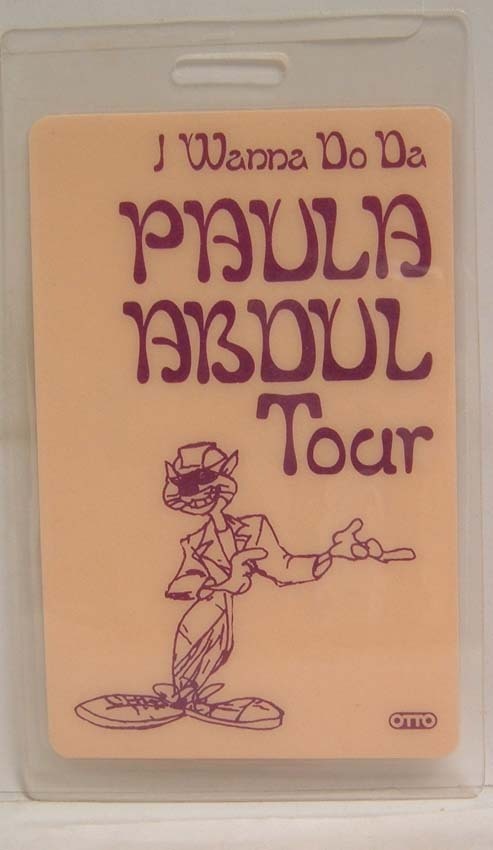 I Wanna Do Da
PAULA
ABDUL
Tour
OTTO